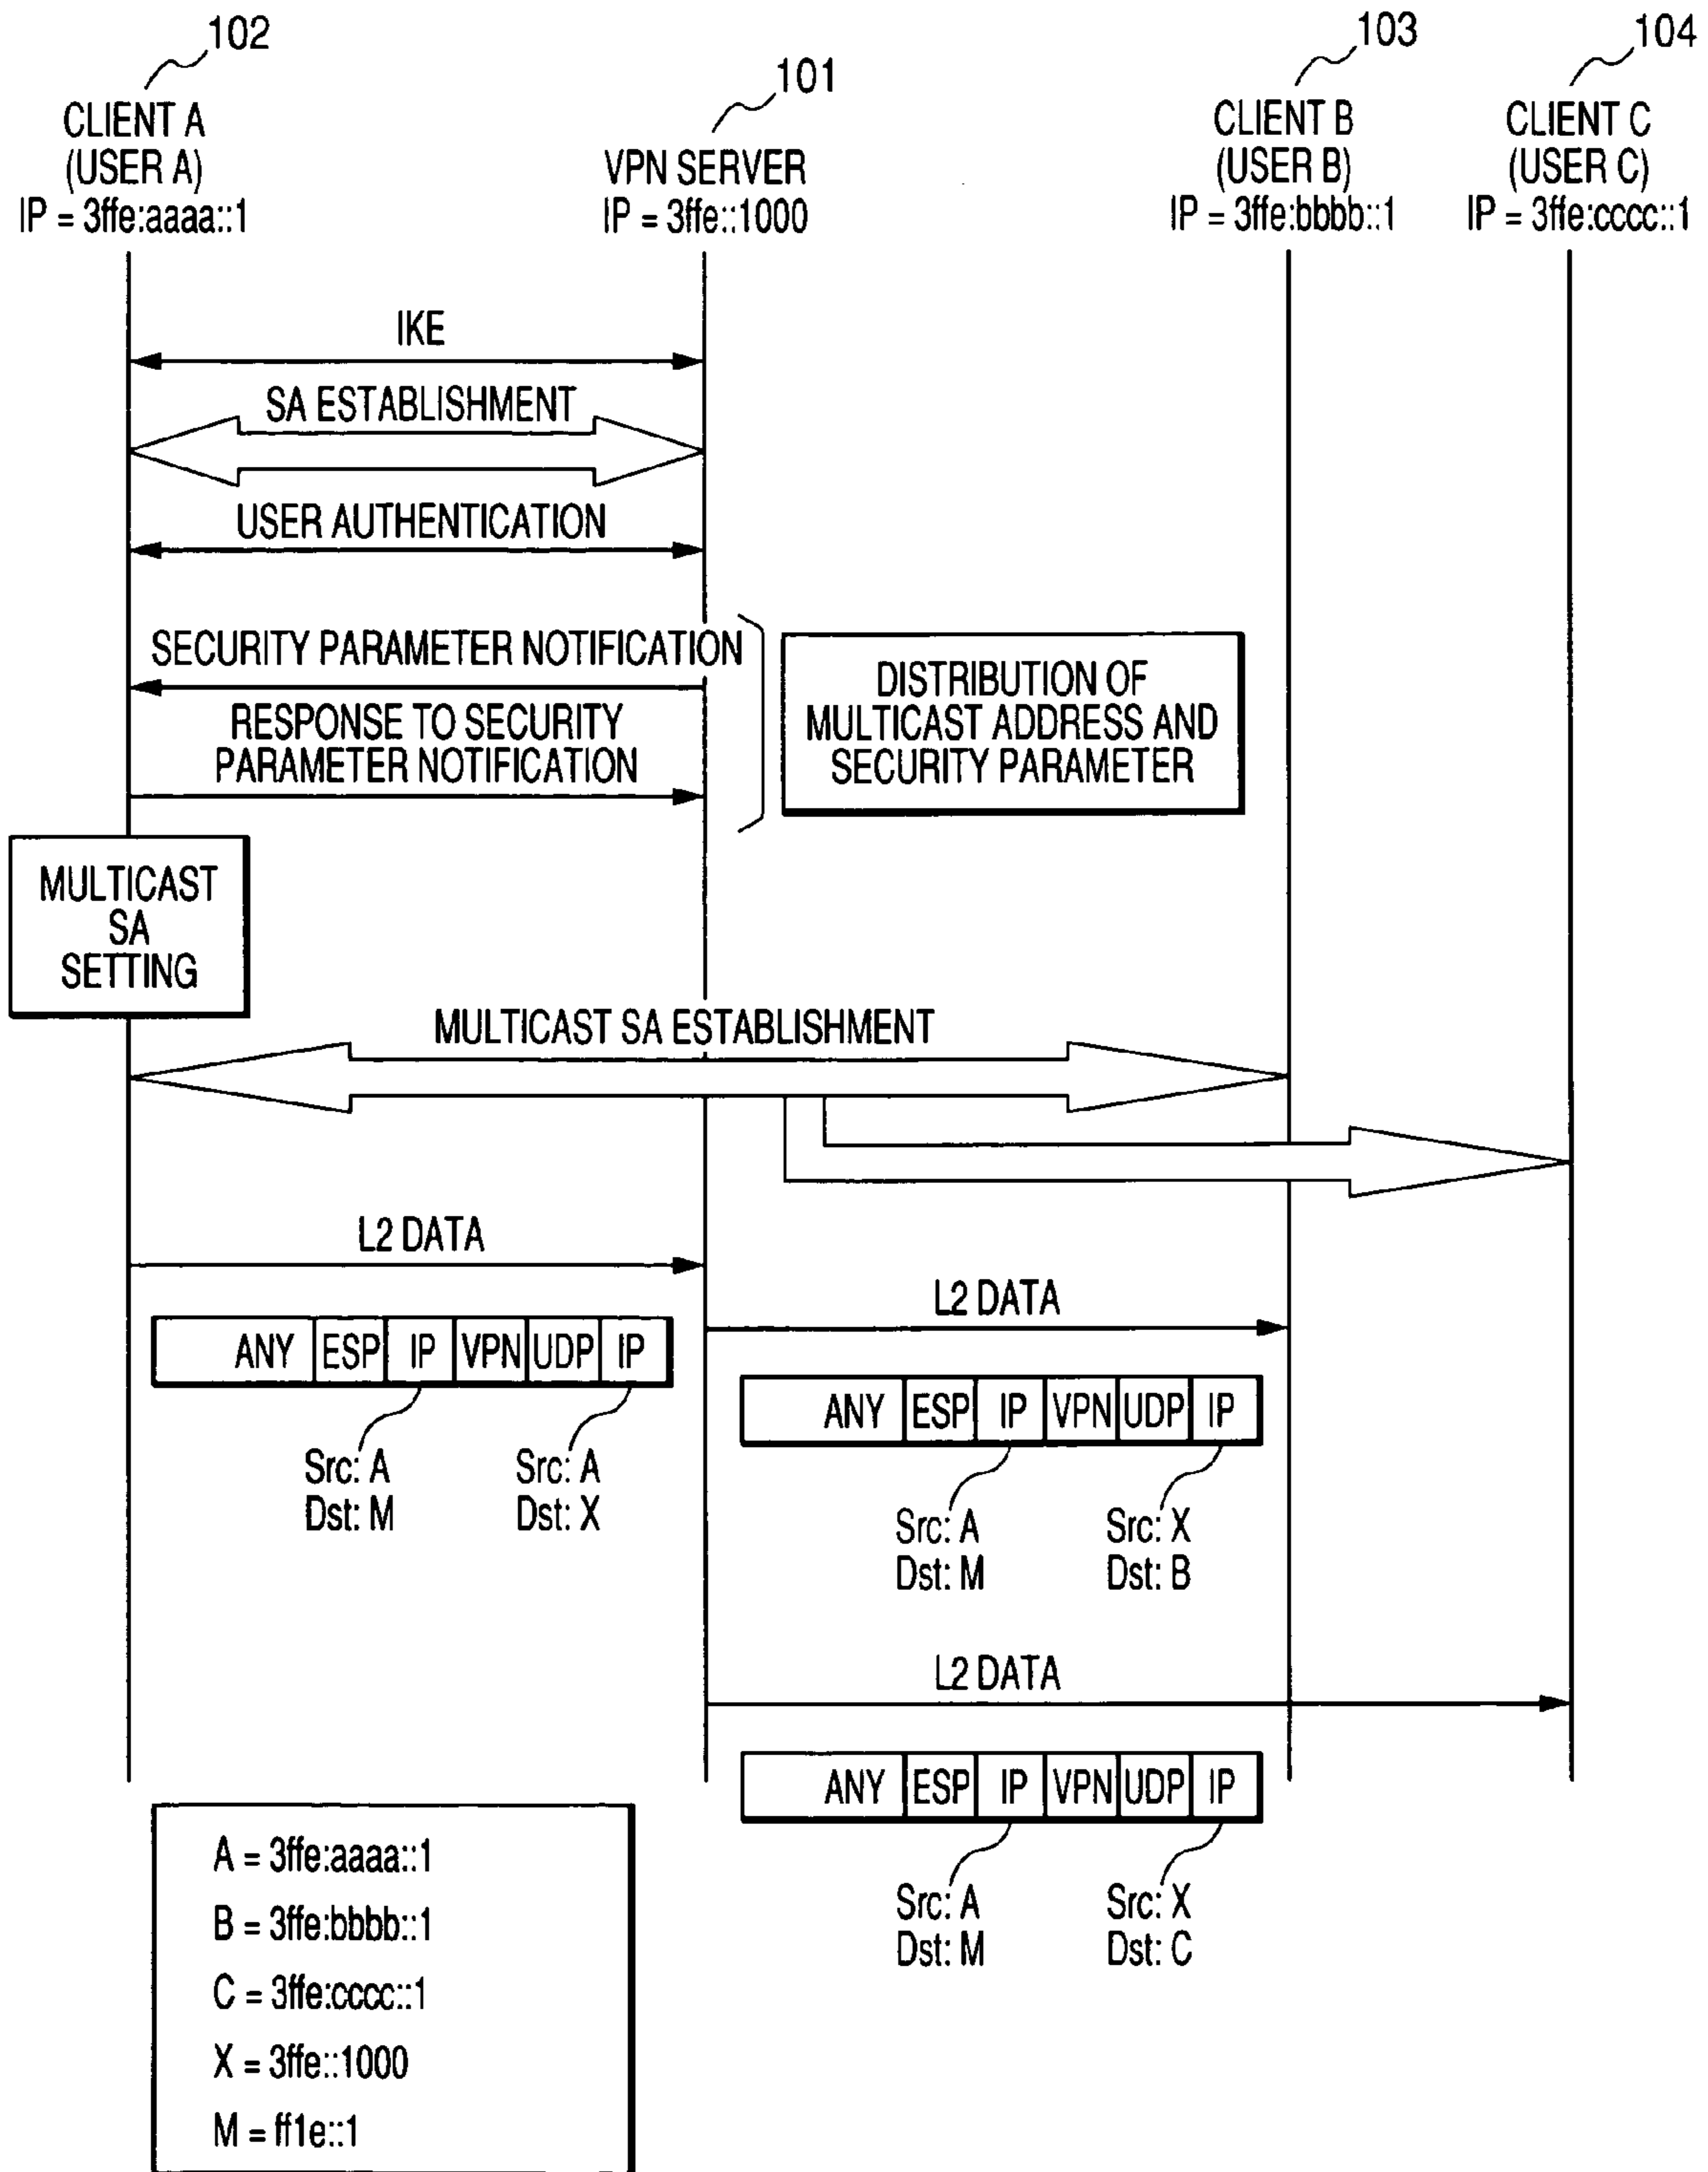 102
CLIENT A
(USER A)
IP = 3ffe:aaaa::1
101
VPN SERVER
IP = 3ffe::1000
103
CLIENT B
(USER B)
IP = 3ffe:bbbb::1
104
CLIENT C
(USER C)
IP = 3ffe:cccc::1
IKE
SA ESTABLISHMENT
USER AUTHENTICATION
SECURITY PARAMETER NOTIFICATION
RESPONSE TO SECURITY
PARAMETER NOTIFICATION
DISTRIBUTION OF
MULTICAST ADDRESS AND
SECURITY PARAMETER
MULTICAST
SA
SETTING
MULTICAST SA ESTABLISHMENT
L2 DATA
ANY ESP IP VPN UDP IP
Src: A
Dst: M
Src: A
Dst: X
L2 DATA
ANY ESP IP VPN UDP IP
Src: A
Dst: M
Src: X
Dst: B
L2 DATA
ANY ESP IP VPN UDP IP
Src: A
Dst: M
Src: X
Dst: C
A = 3ffe:aaaa::1
B = 3ffe:bbbb::1
C = 3ffe:cccc::1
X = 3ffe::1000
M = ff1e::1